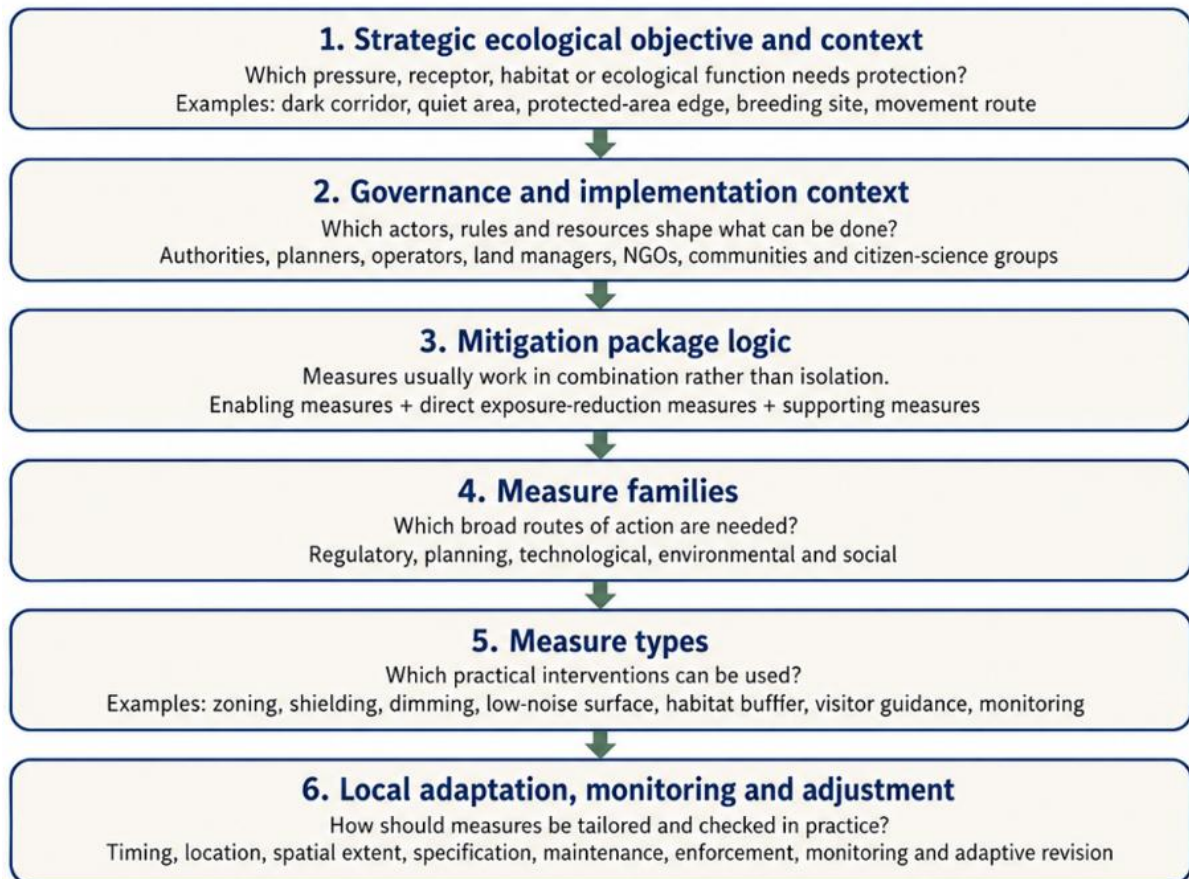 1. Strategic ecological objective and context
Which pressure, receptor, habitat or ecological function needs protection?
Examples: dark corridor, quiet area, protected-area edge, breeding site, movement route
2. Governance and implementation context
Which actors, rules and resources shape what can be done?
Authorities, planners, operators, land managers, NGOs, communities and citizen-science groups
3. Mitigation package logic
Measures usually work in combination rather than isolation.
Enabling measures + direct exposure-reduction measures + supporting measures
4. Measure families
Which broad routes of action are needed?
Regulatory, planning, technological, environmental and social
5. Measure types
Which practical interventions can be used?
Examples: zoning, shielding, dimming, low-noise surface, habitat bufffer, visitor guidance, monitoring
6. Local adaptation, monitoring and adjustment
How should measures be tailored and checked in practice?
Timing, location, spatial extent, specification, maintenance, enforcement, monitoring and adaptive revision